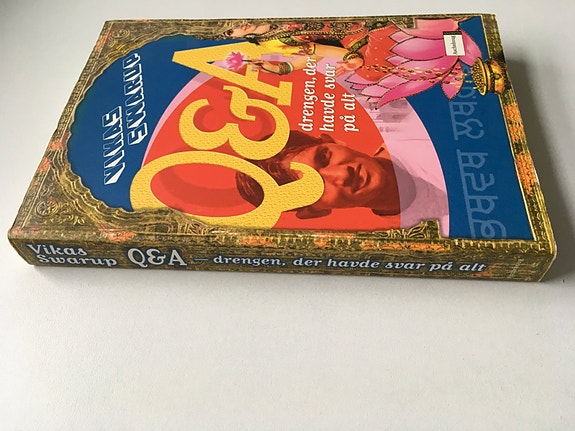 VIKAS
SWARUP
Q&A
drengen, der
havde svar
på alt
Vikas
Swarup
Q&A
– drengen, der havde svar på alt